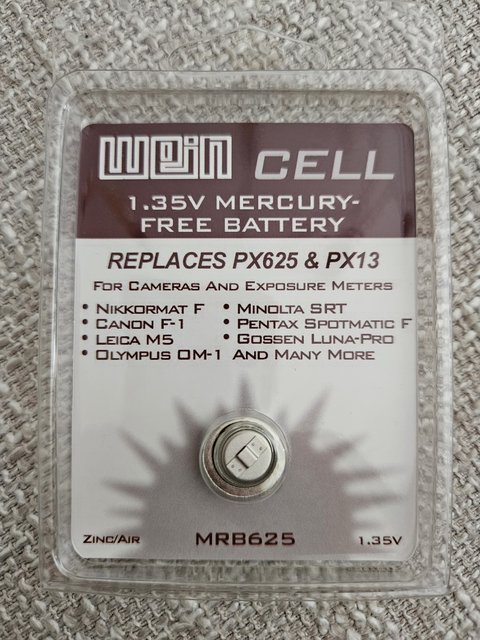 Wein CELL
1.35V MERCURY-
FREE BATTERY
REPLACES PX625 & PX13
FOR CAMERAS AND EXPOSURE METERS
• NIKKORMAT F • MINOLTA SRT
• CANON F-1 • PENTAX SPOTMATIC F
• LEICA M5 • GOSSEN LUNA-PRO
• OLYMPUS OM-1 AND MANY MORE
ZINC/AIR MRB625 1.35V